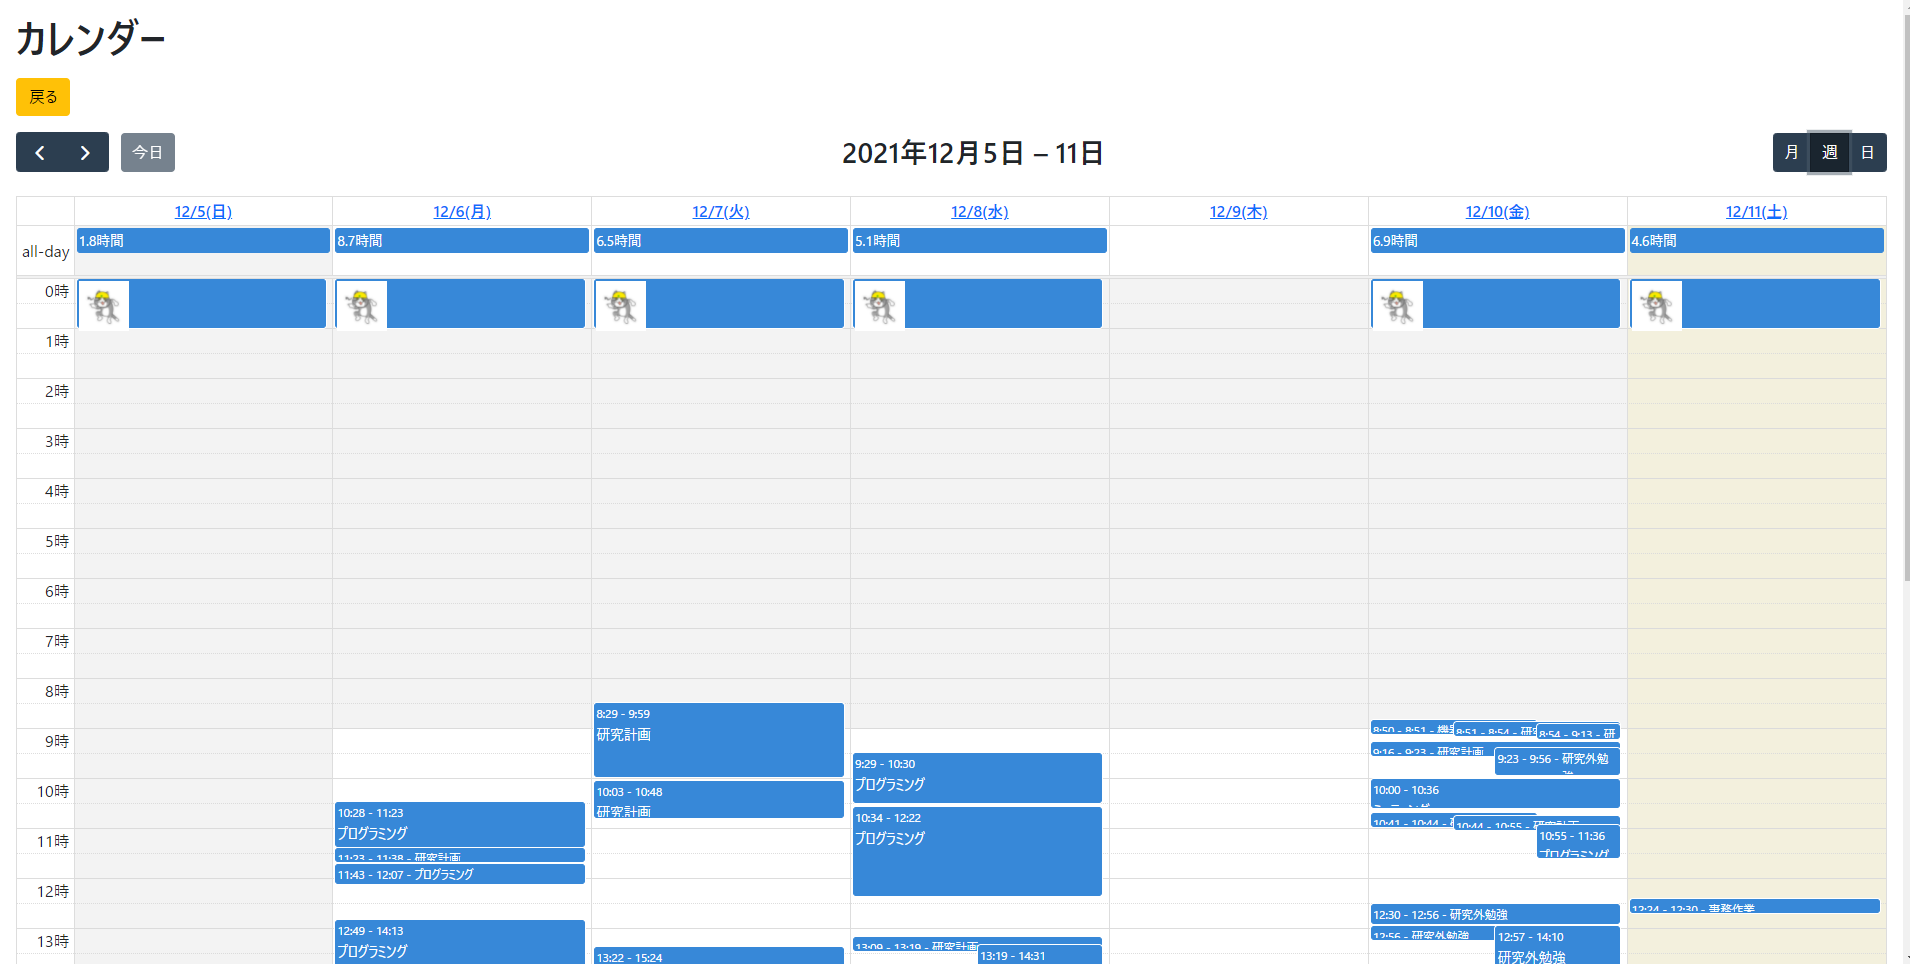 カレンダー
戻る
今日
2021年12月5日 – 11日
月 週 日
12/5(日) 12/6(月) 12/7(火) 12/8(水) 12/9(木) 12/10(金) 12/11(土)
all-day 1.8時間 8.7時間 6.5時間 5.1時間 6.9時間 4.6時間
0時
1時
2時
3時
4時
5時
6時
7時
8時
9時
10時
11時
12時
13時
10:28 - 11:23
プログラミング
11:23 - 11:38 - 研究計画
11:43 - 12:07 - プログラミング
12:49 - 14:13
プログラミング
8:29 - 9:59
研究計画
10:03 - 10:48
研究計画
13:22 - 15:24
9:29 - 10:30
プログラミング
10:34 - 12:22
プログラミング
13:09 - 13:19 - 研究計画
13:19 - 14:31
8:50 - 8:51 - 機
8:51 - 8:54 - 研
8:54 - 9:13 - 研
9:16 - 9:23 - 研究計画
9:23 - 9:56 - 研究外勉
強
10:00 - 10:36
ミーティング
10:41 - 10:44 -
10:44 - 10:55 - 研究計画
10:55 - 11:36
プログラミング
12:30 - 12:56 - 研究外勉強
12:56 - 研究外勉強
12:57 - 14:10
研究外勉強
12:24 - 12:30 - 事務作業